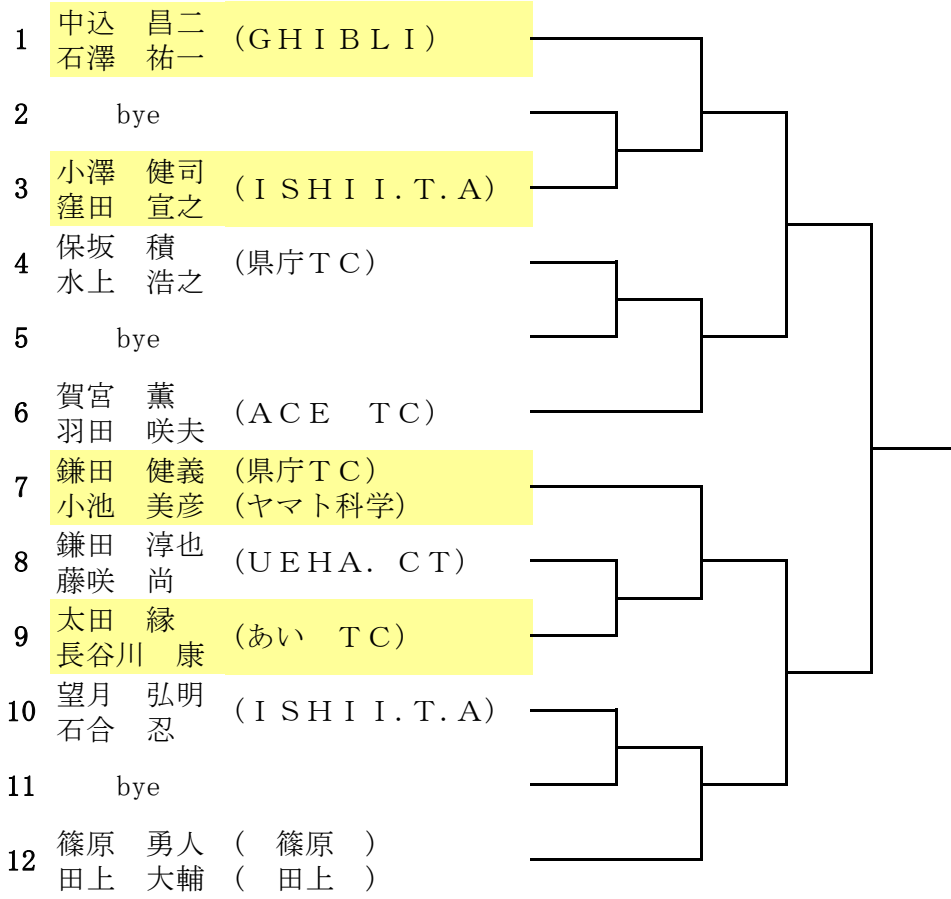 1 中込　昌二 (ＧＨＩＢＬＩ)
石澤　祐一
2 bye
3 小澤　健司 (ＩＳＨＩＩ.Ｔ.Ａ)
窪田　宣之
4 保坂　積 (県庁ＴＣ)
水上　浩之
5 bye
6 賀宮　薫 (ＡＣＥ　ＴＣ)
羽田　咲夫
7 鎌田　健義 (県庁ＴＣ)
小池　美彦 (ヤマト科学)
8 鎌田　淳也 (ＵＥＨＡ．ＣＴ)
藤咲　尚
9 太田　縁 (あい　ＴＣ)
長谷川　康
10 望月　弘明 (ＩＳＨＩＩ.Ｔ.Ａ)
石合　忍
11 bye
12 篠原　勇人 (　篠原　)
田上　大輔 (　田上　)